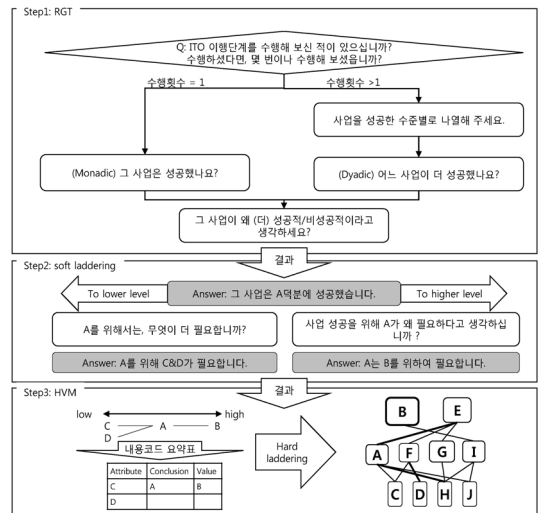 Step1: RGT
Q: ITO 이행단계를 수행해 보신 적이 있으십니까?
수행하셨다면, 몇 번이나 수행해 보셨읍니까?
수행횟수 = 1
수행횟수 >1
사업을 성공한 수준별로 나열해 주세요.
(Monadic) 그 사업은 성공했나요?
(Dyadic) 어느 사업이 더 성공했나요?
그 사업이 왜 (더) 성공적/비성공적이라고
생각하세요?
결과
Step2: soft laddering
To lower level
Answer: 그 사업은 A덕분에 성공했습니다.
To higher level
A를 위해서는, 무엇이 더 필요합니까?
사업 성공을 위해 A가 왜 필요하다고 생각하십
니까 ?
Answer: A를 위해 C&D가 필요합니다.
Answer: A는 B를 위하여 필요합니다.
결과
Step3: HVM
low
high
C
A
B
D
내용코드 요약표
Attribute Conclusion Value
C A B
D
Hard
laddering
B E
A F G I
C D H J